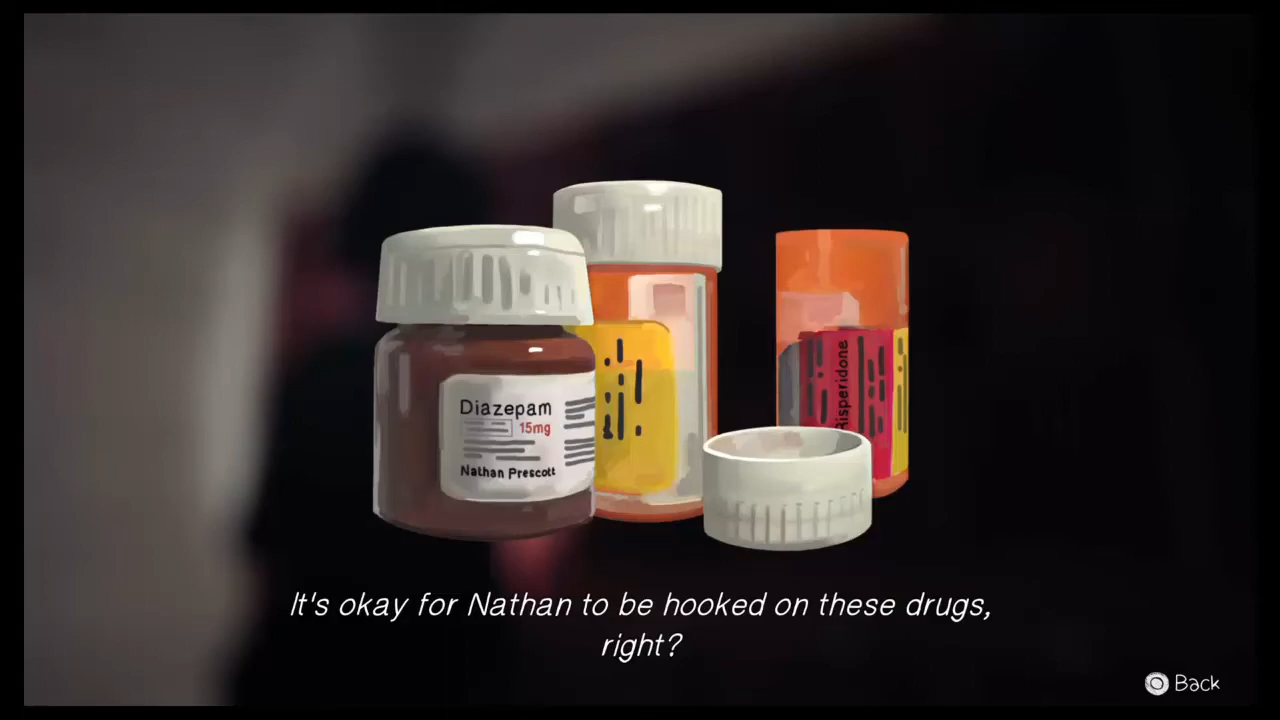 Diazepam
15mg
Nathan Prescott
Risperidone
It's okay for Nathan to be hooked on these drugs,
right?
Back